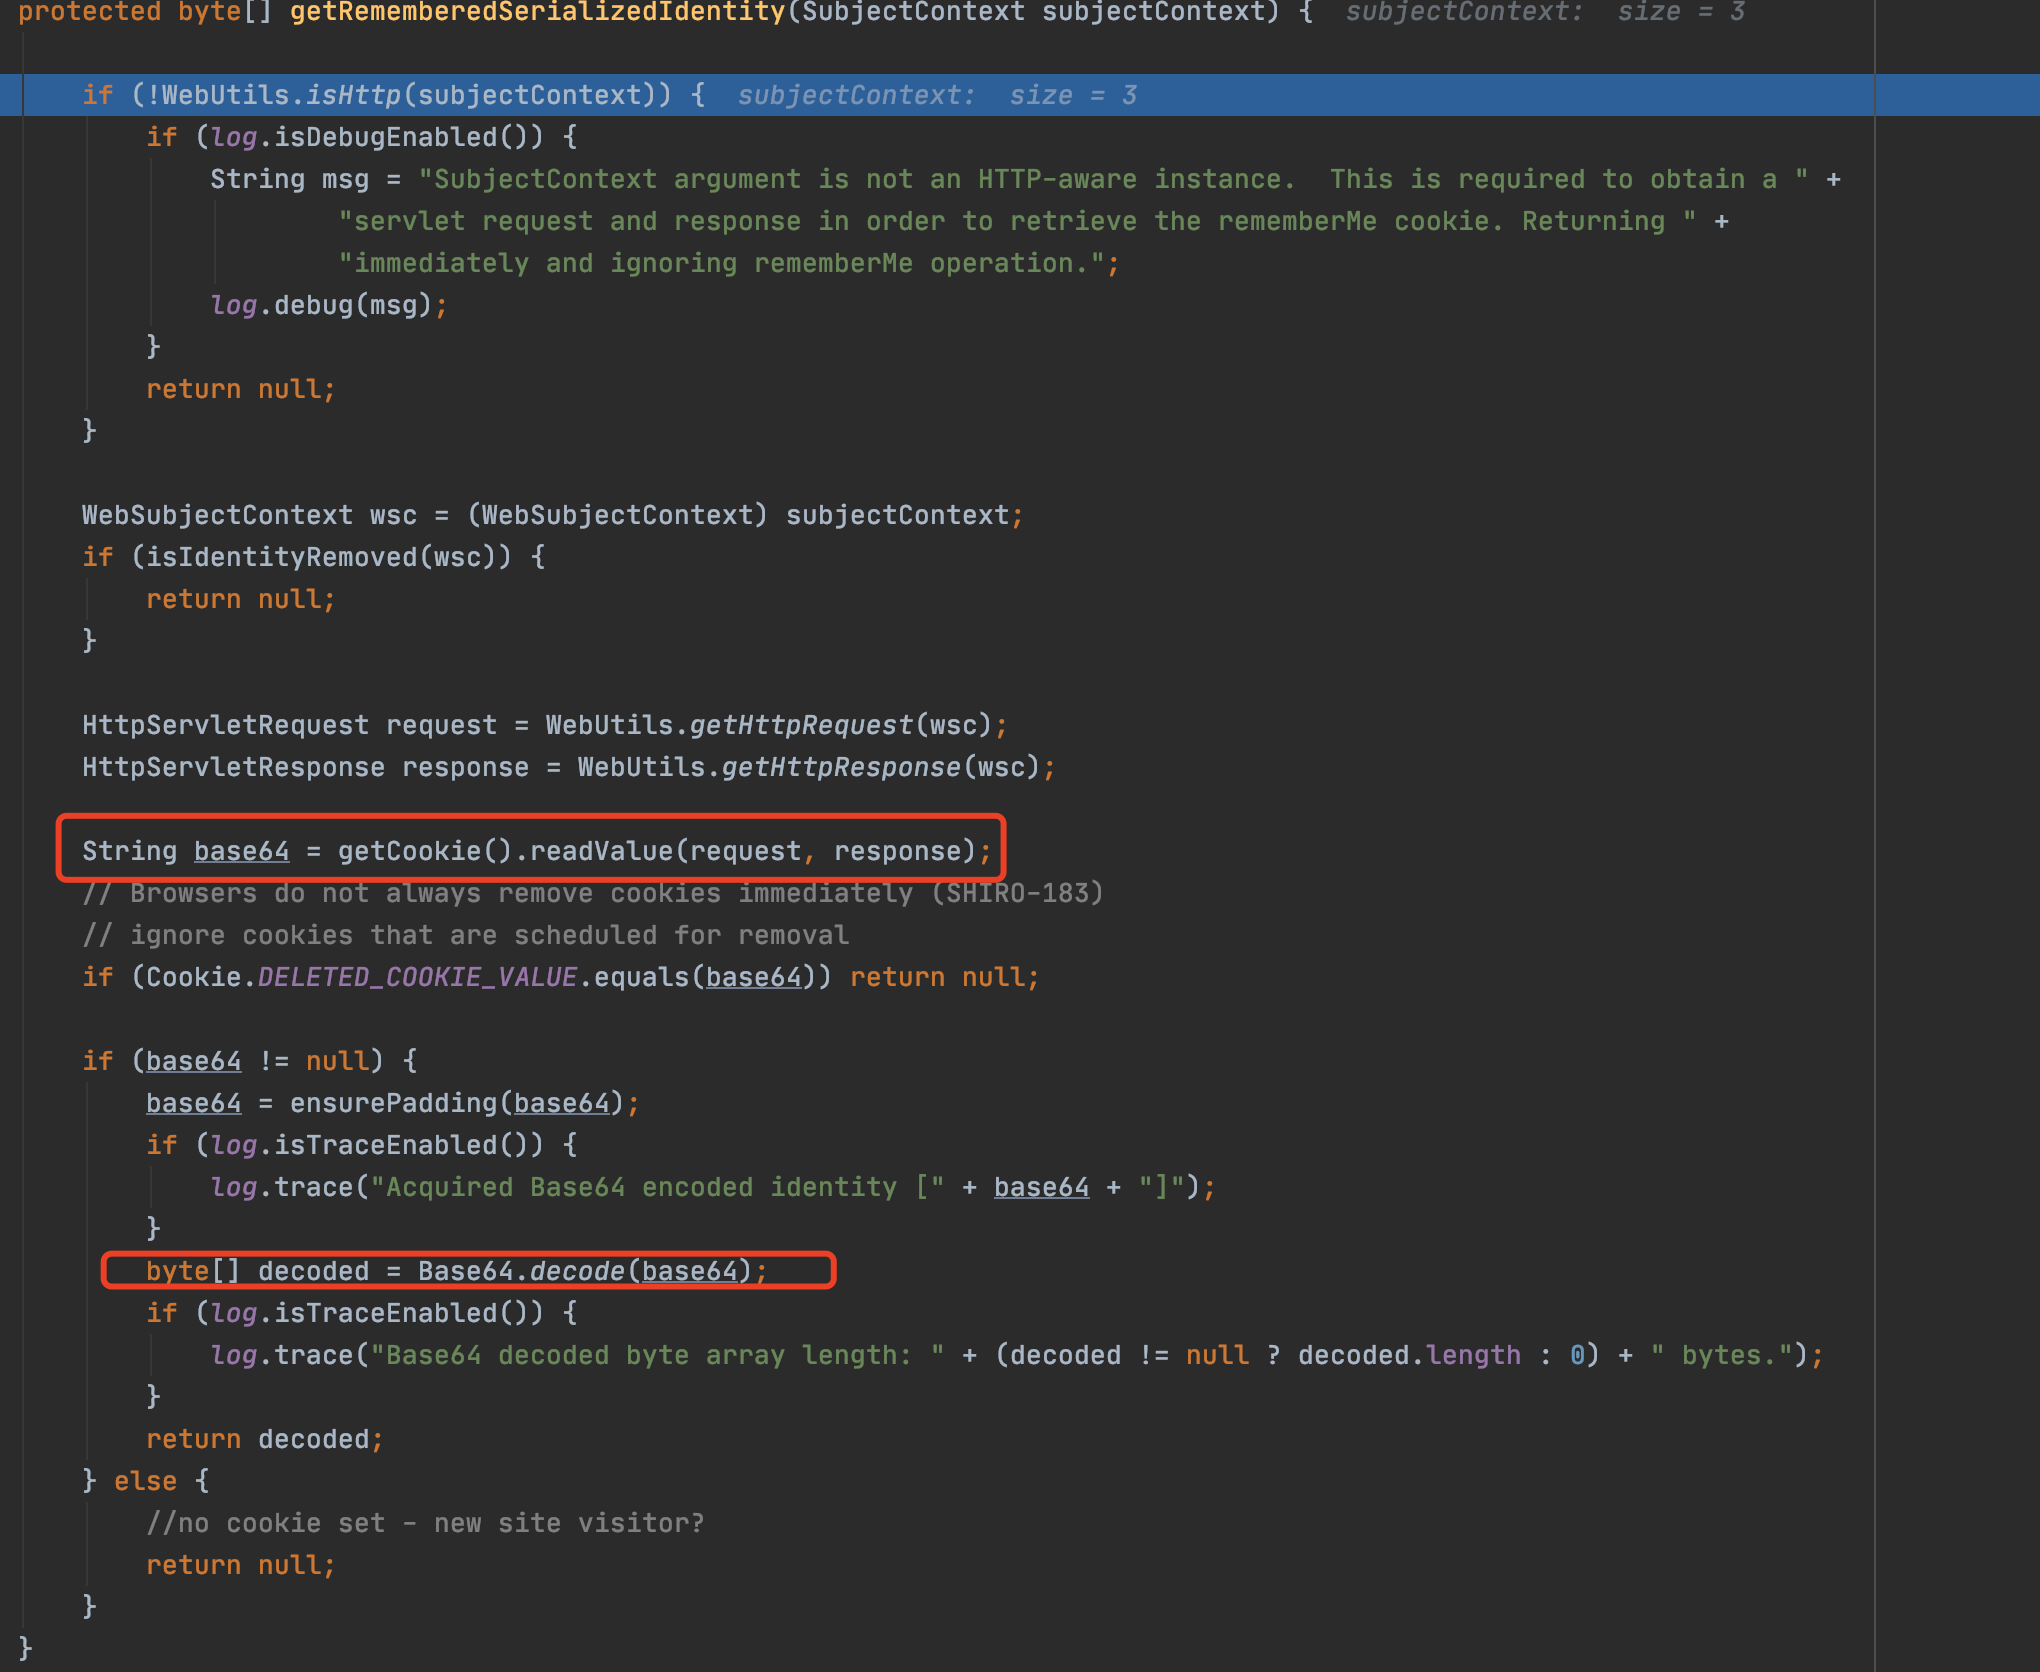 protected byte[] getRememberedSerializedIdentity(SubjectContext subjectContext) {  subjectContext:  size = 3
if (!WebUtils.isHttp(subjectContext)) {  subjectContext:  size = 3
if (log.isDebugEnabled()) {
String msg = "SubjectContext argument is not an HTTP-aware instance.  This is required to obtain a " +
"servlet request and response in order to retrieve the rememberMe cookie. Returning " +
"immediately and ignoring rememberMe operation.";
log.debug(msg);
}
return null;
}
WebSubjectContext wsc = (WebSubjectContext) subjectContext;
if (isIdentityRemoved(wsc)) {
return null;
}
HttpServletRequest request = WebUtils.getHttpRequest(wsc);
HttpServletResponse response = WebUtils.getHttpResponse(wsc);
String base64 = getCookie().readValue(request, response);
// Browsers do not always remove cookies immediately (SHIRO-183)
// ignore cookies that are scheduled for removal
if (Cookie.DELETED_COOKIE_VALUE.equals(base64)) return null;
if (base64 != null) {
base64 = ensurePadding(base64);
if (log.isTraceEnabled()) {
log.trace("Acquired Base64 encoded identity [" + base64 + "]");
}
byte[] decoded = Base64.decode(base64);
if (log.isTraceEnabled()) {
log.trace("Base64 decoded byte array length: " + (decoded != null ? decoded.length : 0) + " bytes.");
}
return decoded;
} else {
//no cookie set - new site visitor?
return null;
}
}